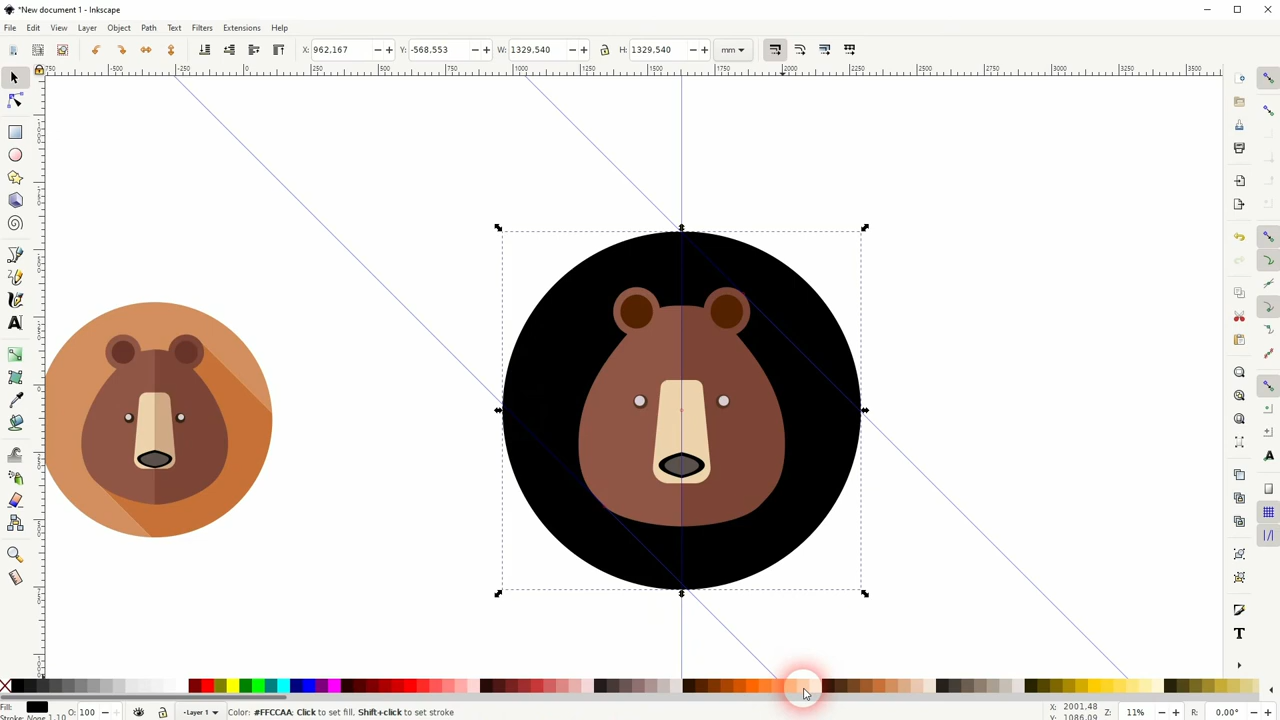 *New document 1 - Inkscape
File Edit View Layer Object Path Text Filters Extensions Help
X: 962,167 Y: -568.553 W: 1329,540 H: 1329,540 mm
750 -500 -250 0 250 500 750 1000 1250 1500 1750 2000 2250 2500 2750 3000 3250 3500
Fill: O: 100 -Layer 1 Color: #FFCCAA; Click to set fill, Shift+click to set stroke X: 2001,48 Z: 11% R: 0.00°
Stroke: None 1,10 Y: 1086,09